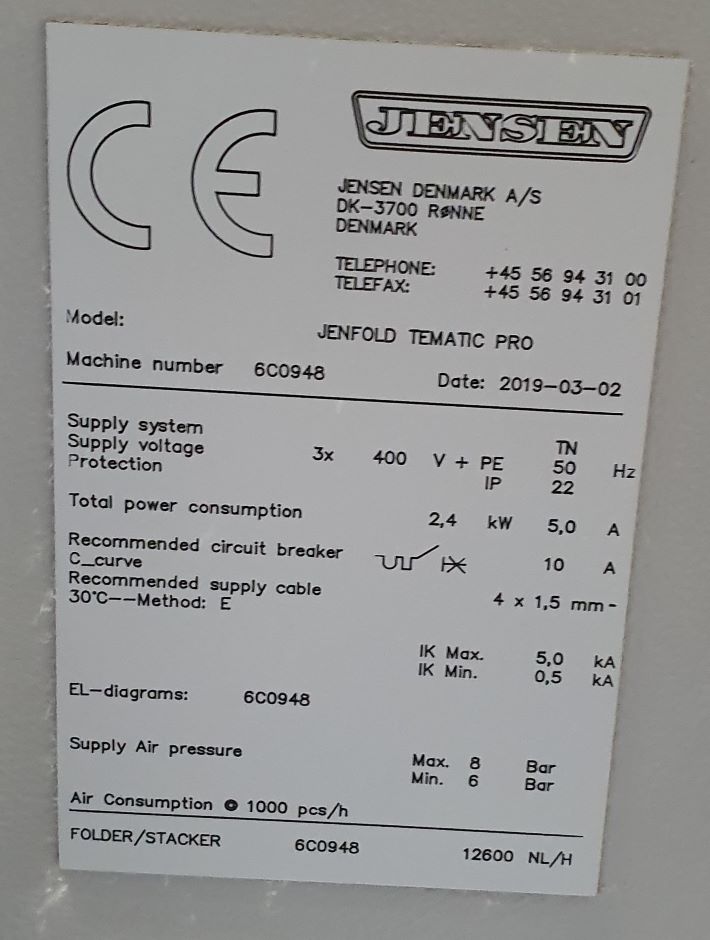 CE
JENSEN
JENSEN DENMARK A/S
DK-3700 RØNNE
DENMARK
TELEPHONE: +45 56 94 31 00
TELEFAX: +45 56 94 31 01
Model: JENFOLD TEMATIC PRO
Machine number 6C0948 Date: 2019-03-02
Supply system TN
Supply voltage 3x 400 V + PE 50 Hz
Protection IP 22
Total power consumption 2,4 kW 5,0 A
Recommended circuit breaker 10 A
C_curve
Recommended supply cable 4 x 1,5 mm-
30°C--Method: E
IK Max. 5,0 kA
IK Min. 0,5 kA
EL-diagrams: 6C0948
Supply Air pressure Max. 8 Bar
Min. 6 Bar
Air Consumption @ 1000 pcs/h
FOLDER/STACKER 6C0948 12600 NL/H